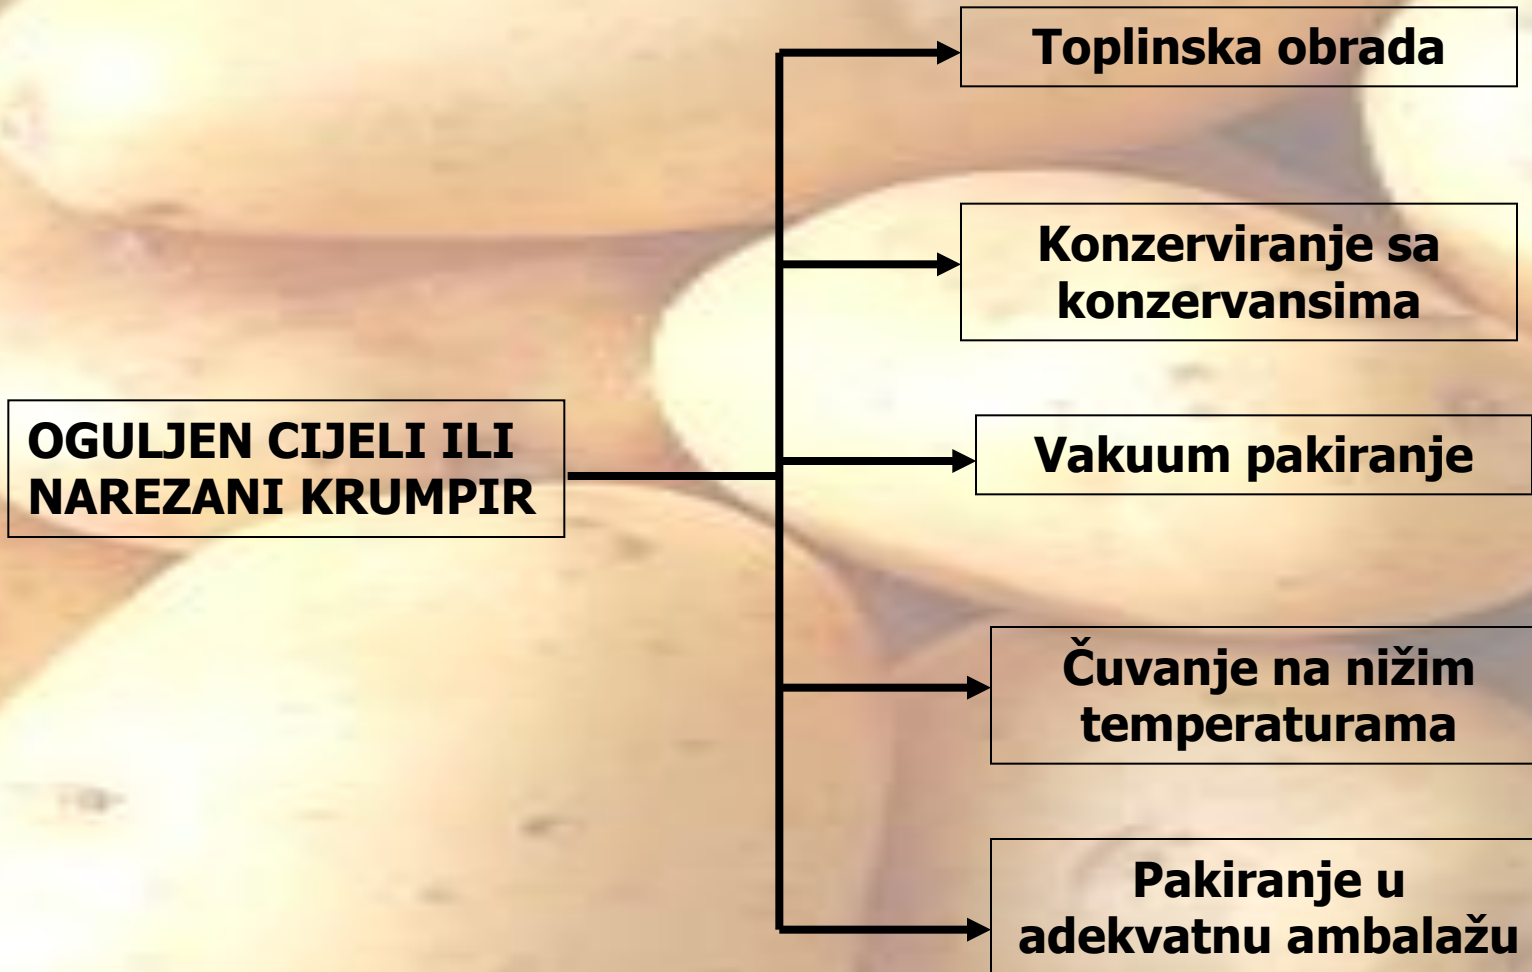 Toplinska obrada
Konzerviranje sa
konzervansima
OGULJEN CIJELI ILI
NAREZANI KRUMPIR
Vakuum pakiranje
Čuvanje na nižim
temperaturama
Pakiranje u
adekvatnu ambalažu